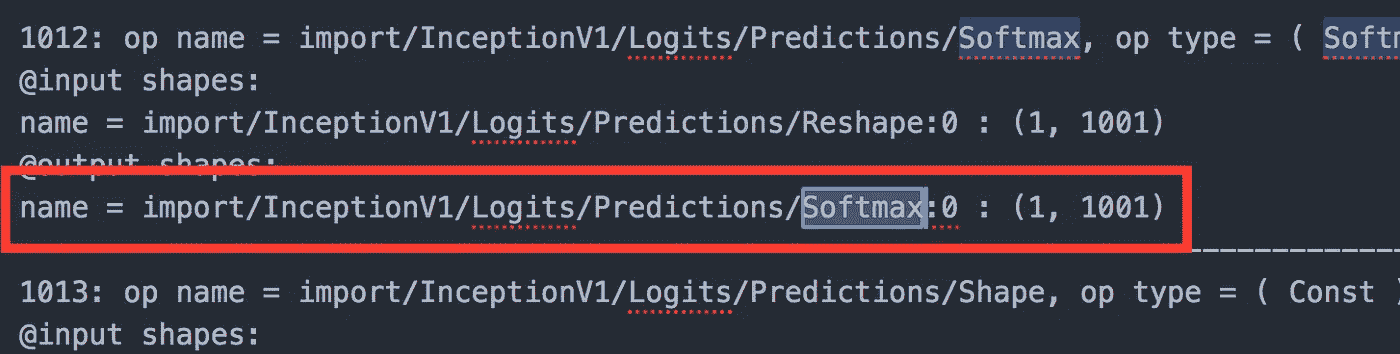 1012: op name = import/InceptionV1/Logits/Predictions/Softmax, op type = ( Softm
@input shapes:
name = import/InceptionV1/Logits/Predictions/Reshape:0 : (1, 1001)
@output shapes:
name = import/InceptionV1/Logits/Predictions/Softmax:0 : (1, 1001)
1013: op name = import/InceptionV1/Logits/Predictions/Shape, op type = ( Const )
@input shapes: